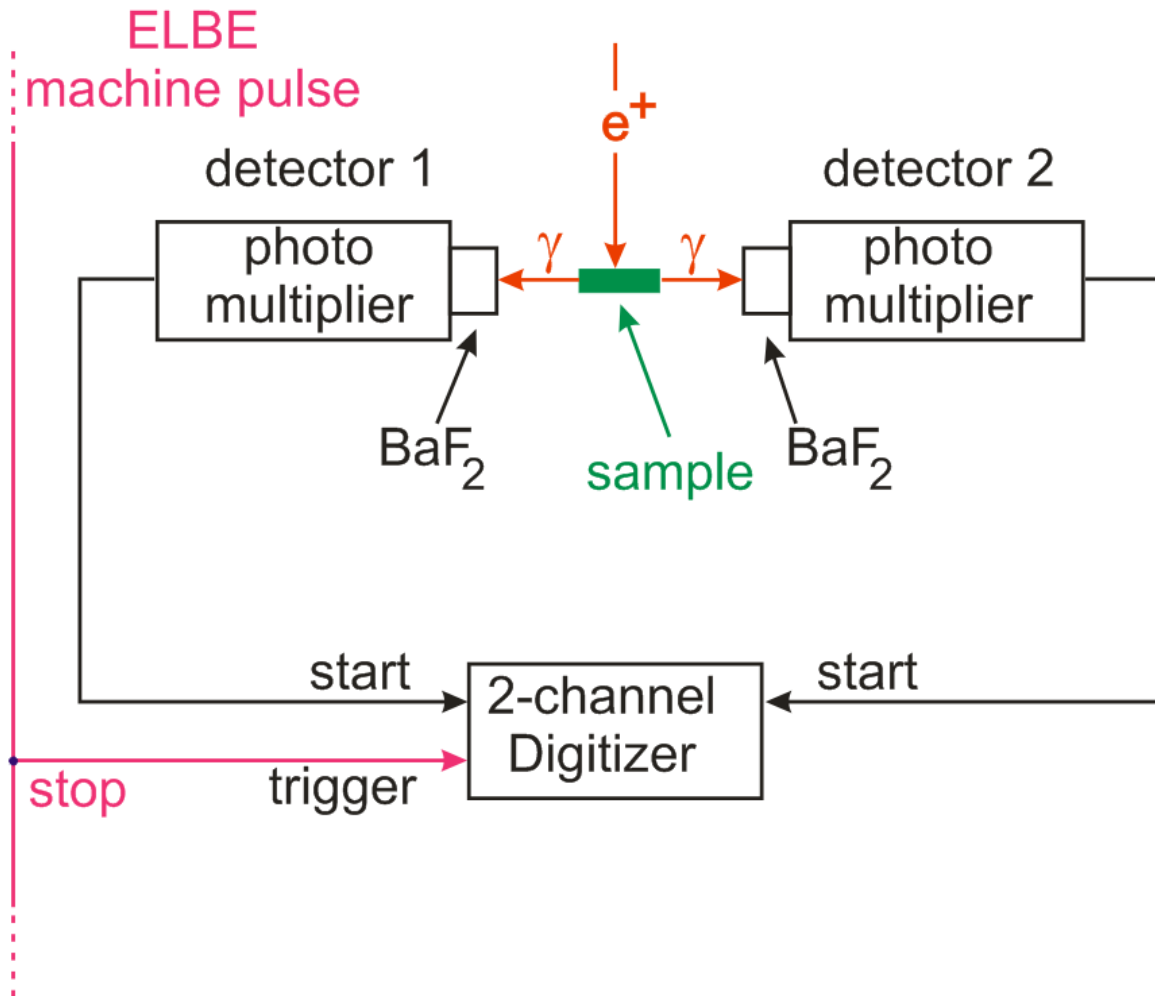 ELBE
machine pulse
e⁺
detector 1
detector 2
photo
multiplier
γ
γ
photo
multiplier
BaF₂
sample
BaF₂
start
2-channel
Digitizer
start
stop
trigger